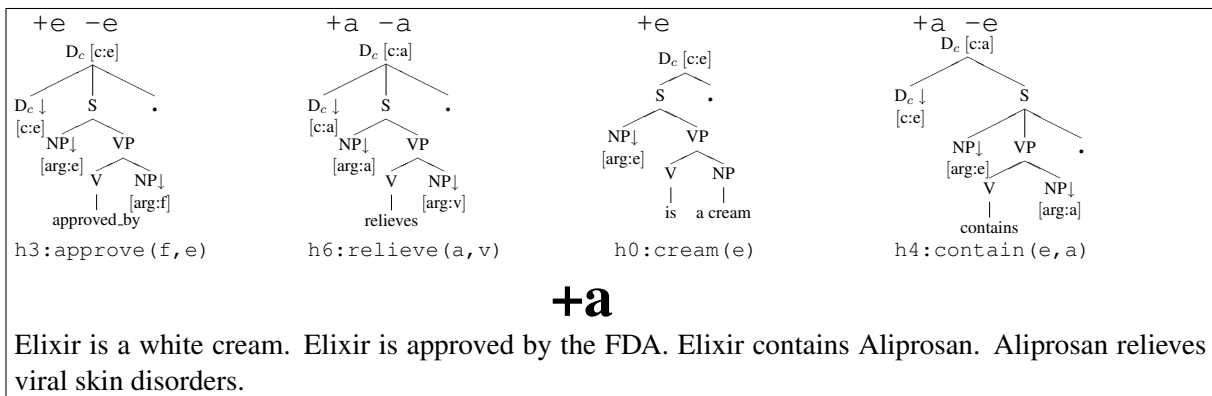 +e −e +a −a +e +a −e
D_c [c:e] D_c [c:a] D_c [c:e] D_c [c:a]
D_c ↓ S . D_c ↓ S . S . D_c ↓ S
[c:e] [c:a] [c:e]
NP↓ VP NP↓ VP NP↓ VP NP↓ VP .
[arg:e] [arg:a] [arg:e] [arg:e]
V NP↓ V NP↓ V NP V NP↓
[arg:f] [arg:v] [arg:a]
approved_by relieves is a cream contains
h3:approve(f,e) h6:relieve(a,v) h0:cream(e) h4:contain(e,a)
+a
Elixir is a white cream. Elixir is approved by the FDA. Elixir contains Aliprosan. Aliprosan relieves
viral skin disorders.